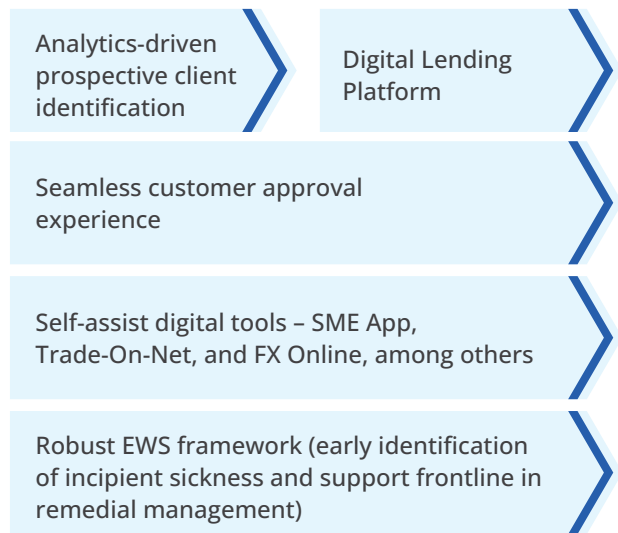 Analytics-driven
prospective client
identification
Digital Lending
Platform
Seamless customer approval
experience
Self-assist digital tools – SME App,
Trade-On-Net, and FX Online, among others
Robust EWS framework (early identification
of incipient sickness and support frontline in
remedial management)